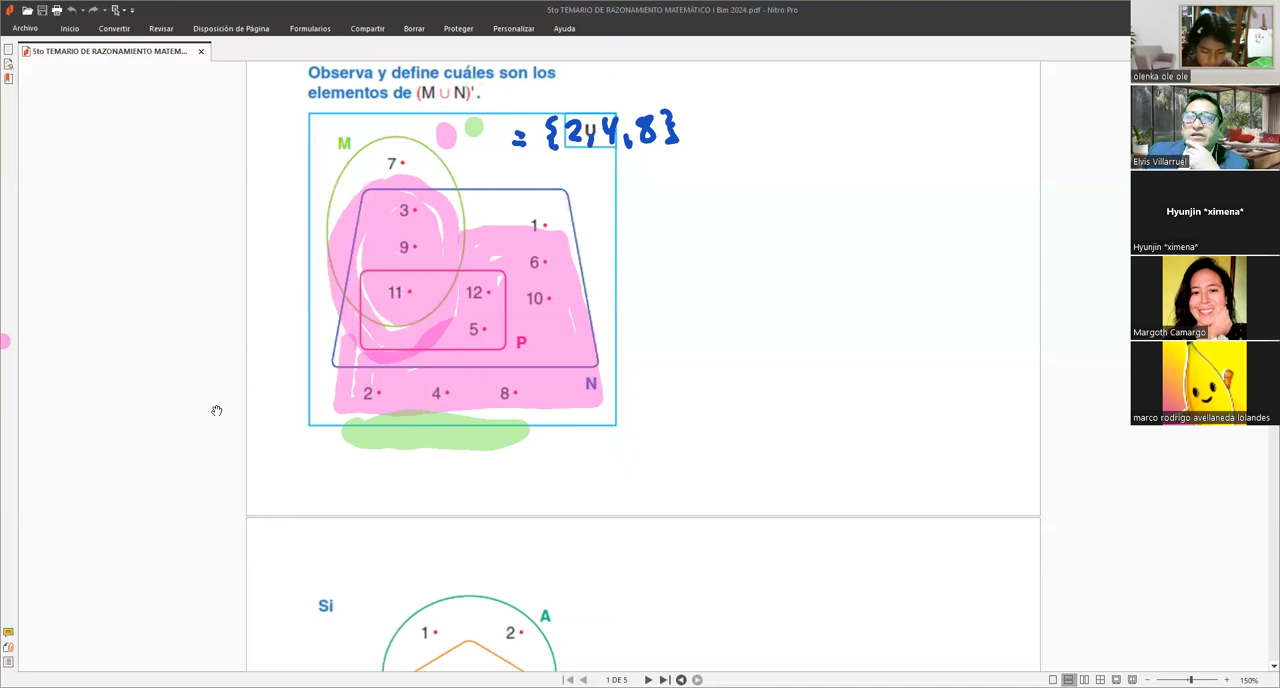 5to TEMARIO DE RAZONAMIENTO MATEMÁTICO I Bim 2024.pdf - Nitro Pro
Archivo Inicio Convertir Revisar Disposición de Página Formularios Compartir Borrar Proteger Personalizar Ayuda
5to TEMARIO DE RAZONAMIENTO MATEM... ×
Observa y define cuáles son los
elementos de (M ∪ N)'.
U
= {2, 4, 8}
M
7
3
1
9
6
11
12
10
5
P
N
2 4 8
Si
A
1 2
1 DE 5
150%
olenka ole ole
Elvis Villarruel
Hyunjin *ximena*
Hyunjin *ximena*
Margoth Camargo
marco rodrigo avellaneda lolandes